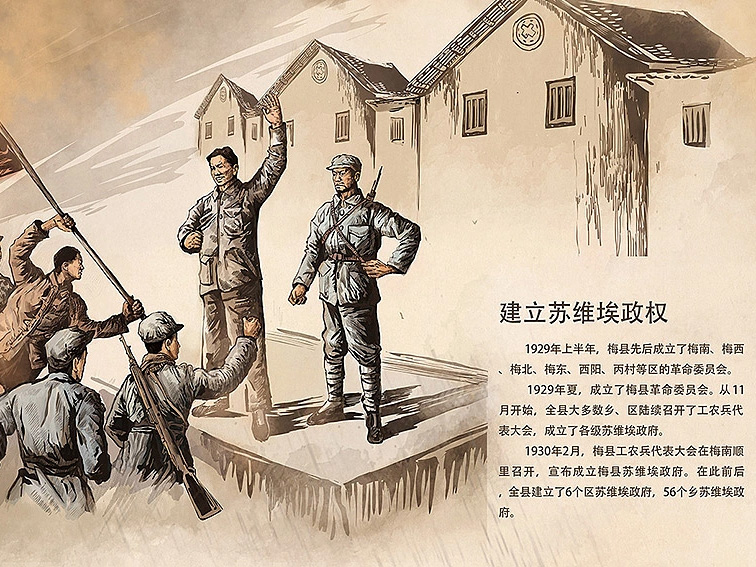 建立苏维埃政权
1929年上半年，梅县先后成立了梅南、梅西
、梅北、梅东、西阳、丙村等区的革命委员会。
1929年夏，成立了梅县革命委员会。从11
月开始，全县大多数乡、区陆续召开了工农兵代
表大会，成立了各级苏维埃政府。
1930年2月，梅县工农兵代表大会在梅南顺
里召开，宣布成立梅县苏维埃政府。在此前后
，全县建立了6个区苏维埃政府，56个乡苏维埃政
府。